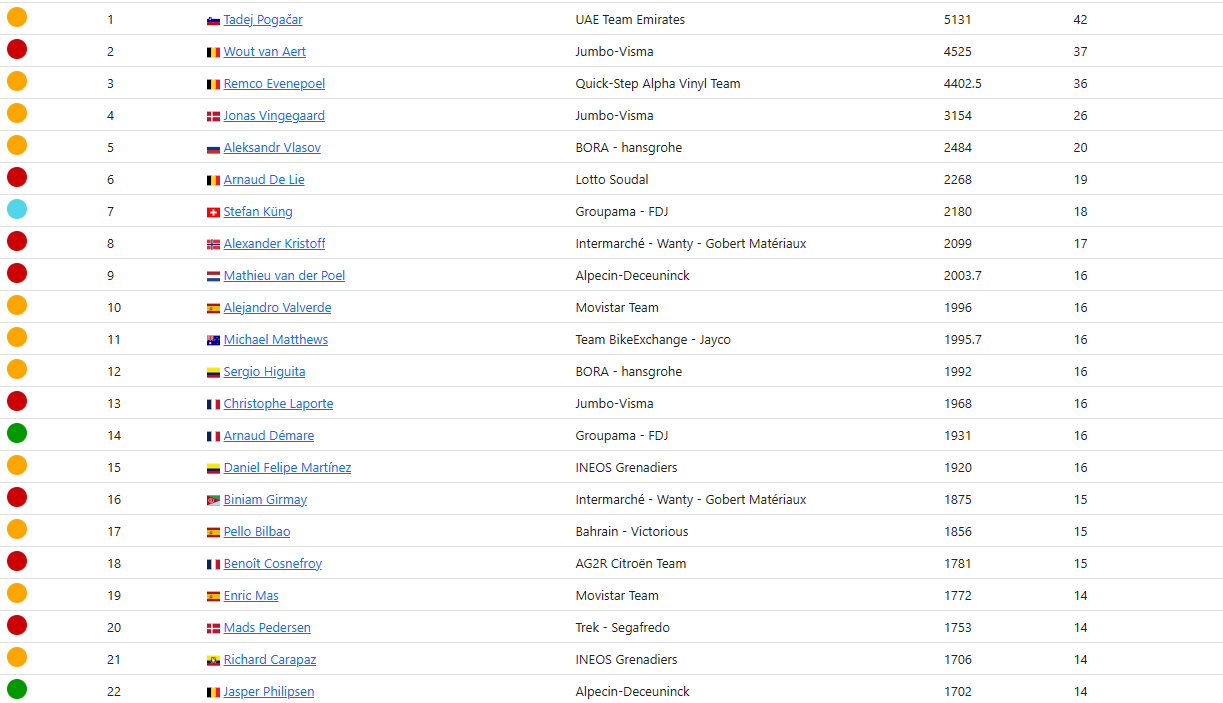 1 Tadej Pogačar UAE Team Emirates 5131 42
2 Wout van Aert Jumbo-Visma 4525 37
3 Remco Evenepoel Quick-Step Alpha Vinyl Team 4402.5 36
4 Jonas Vingegaard Jumbo-Visma 3154 26
5 Aleksandr Vlasov BORA - hansgrohe 2484 20
6 Arnaud De Lie Lotto Soudal 2268 19
7 Stefan Küng Groupama - FDJ 2180 18
8 Alexander Kristoff Intermarché - Wanty - Gobert Matériaux 2099 17
9 Mathieu van der Poel Alpecin-Deceuninck 2003.7 16
10 Alejandro Valverde Movistar Team 1996 16
11 Michael Matthews Team BikeExchange - Jayco 1995.7 16
12 Sergio Higuita BORA - hansgrohe 1992 16
13 Christophe Laporte Jumbo-Visma 1968 16
14 Arnaud Démare Groupama - FDJ 1931 16
15 Daniel Felipe Martínez INEOS Grenadiers 1920 16
16 Biniam Girmay Intermarché - Wanty - Gobert Matériaux 1875 15
17 Pello Bilbao Bahrain - Victorious 1856 15
18 Benoît Cosnefroy AG2R Citroën Team 1781 15
19 Enric Mas Movistar Team 1772 14
20 Mads Pedersen Trek - Segafredo 1753 14
21 Richard Carapaz INEOS Grenadiers 1706 14
22 Jasper Philipsen Alpecin-Deceuninck 1702 14